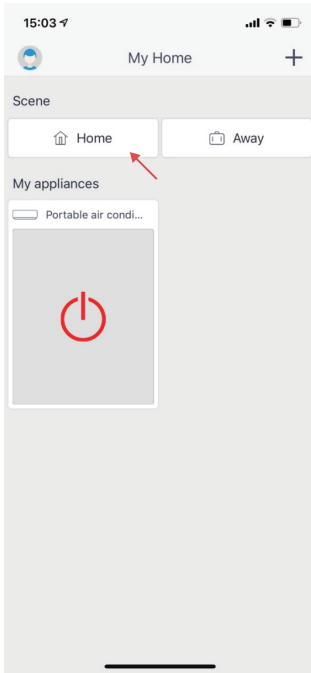 15:03
My Home
Scene
Home
Away
My appliances
Portable air condi...